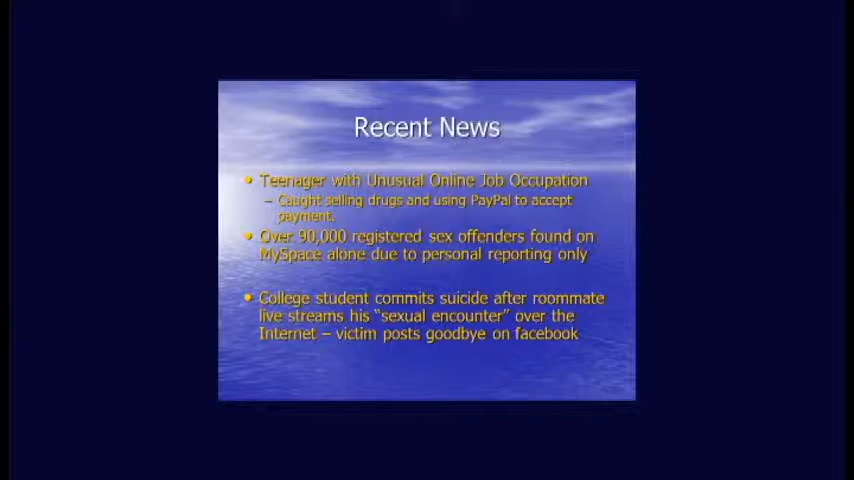 Recent News
• Teenager with Unusual Online Job Occupation
– Caught selling drugs and using PayPal to accept
payment.
• Over 90,000 registered sex offenders found on
MySpace alone due to personal reporting only
• College student commits suicide after roommate
live streams his “sexual encounter” over the
Internet – victim posts goodbye on facebook